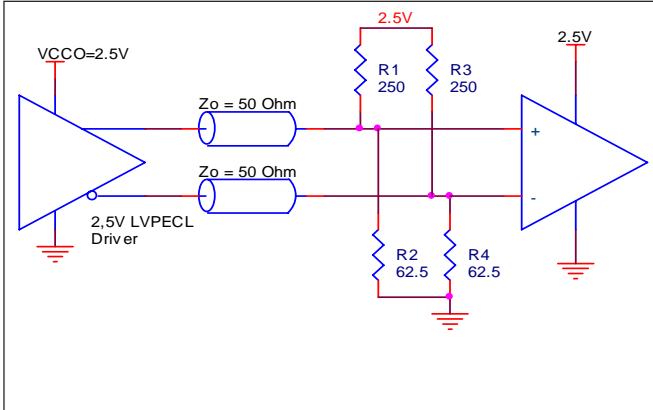 2.5V
VCCO=2.5V
2.5V
R1
250
R3
250
Zo = 50 Ohm
+
Zo = 50 Ohm
-
2,5V LVPECL
Driver
R2
62.5
R4
62.5